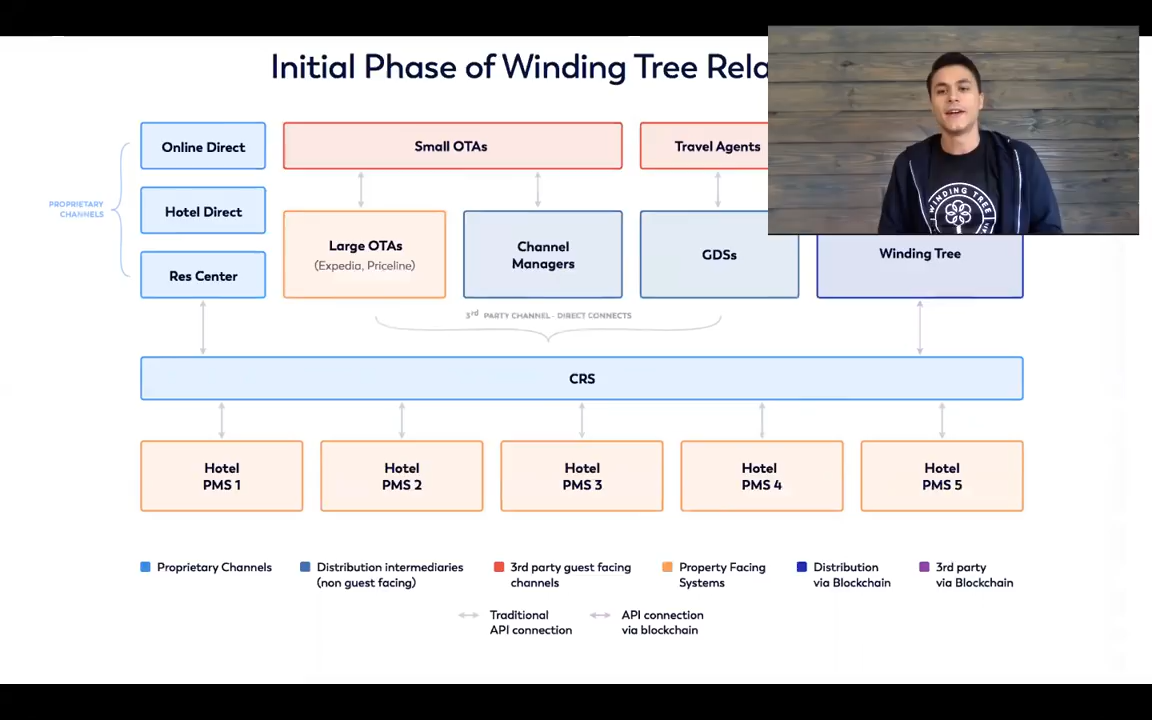 Initial Phase of Winding Tree
Online Direct
Small OTAs
Travel Agents
PROPRIETARY
CHANNELS
Hotel Direct
Large OTAs
(Expedia, Priceline)
Channel
Managers
GDSs
Winding Tree
Res Center
3rd PARTY CHANNEL - DIRECT CONNECTS
CRS
Hotel
PMS 1
Hotel
PMS 2
Hotel
PMS 3
Hotel
PMS 4
Hotel
PMS 5
Proprietary Channels
Distribution intermediaries
(non guest facing)
3rd party guest facing
channels
Property Facing
Systems
Distribution
via Blockchain
3rd party
via Blockchain
Traditional
API connection
API connection
via blockchain
WINDING TREE